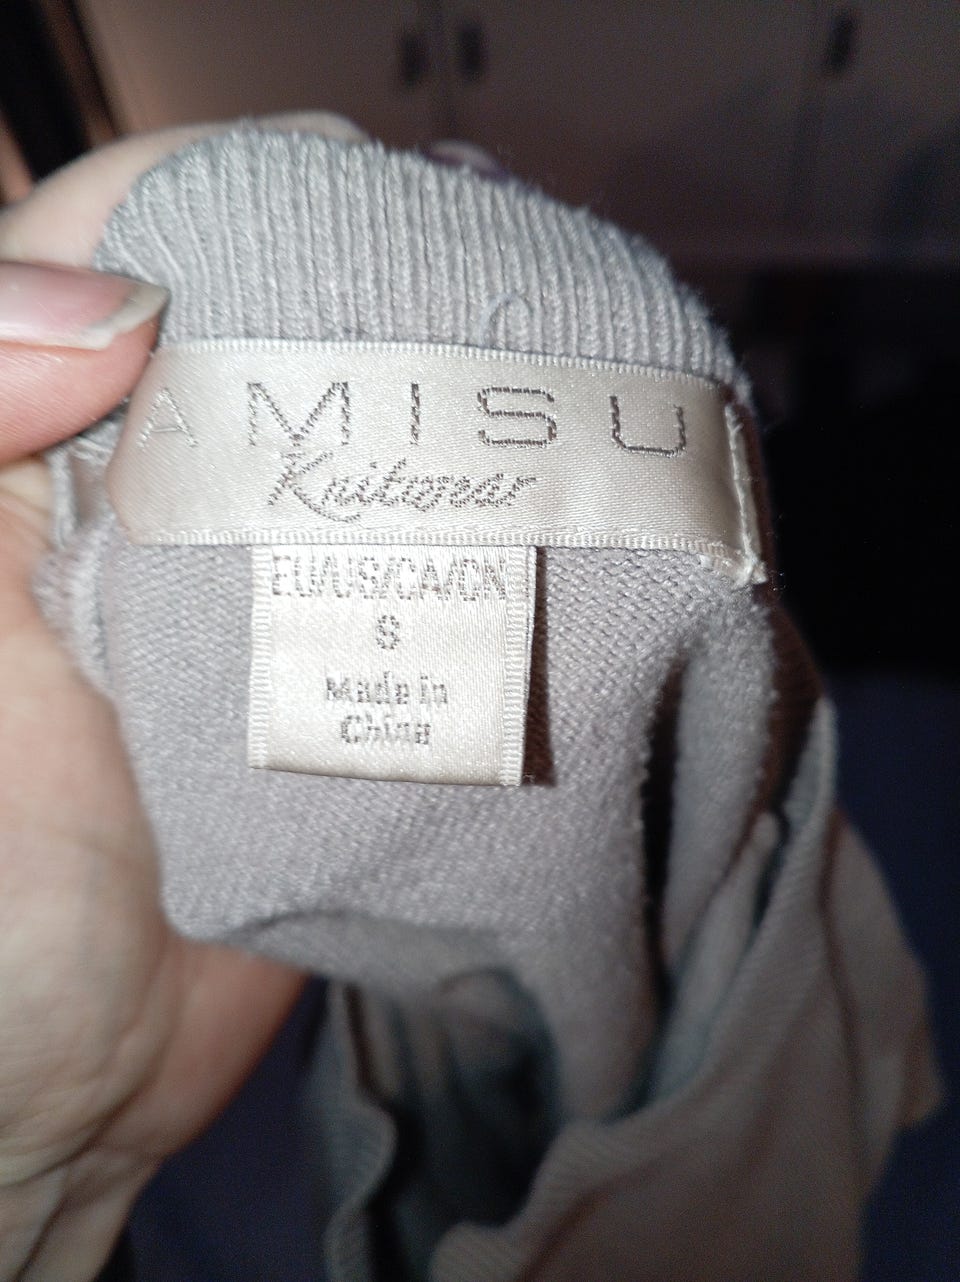 AMISU
Knitwear
EU/US/CA/CN
S
Made in
China